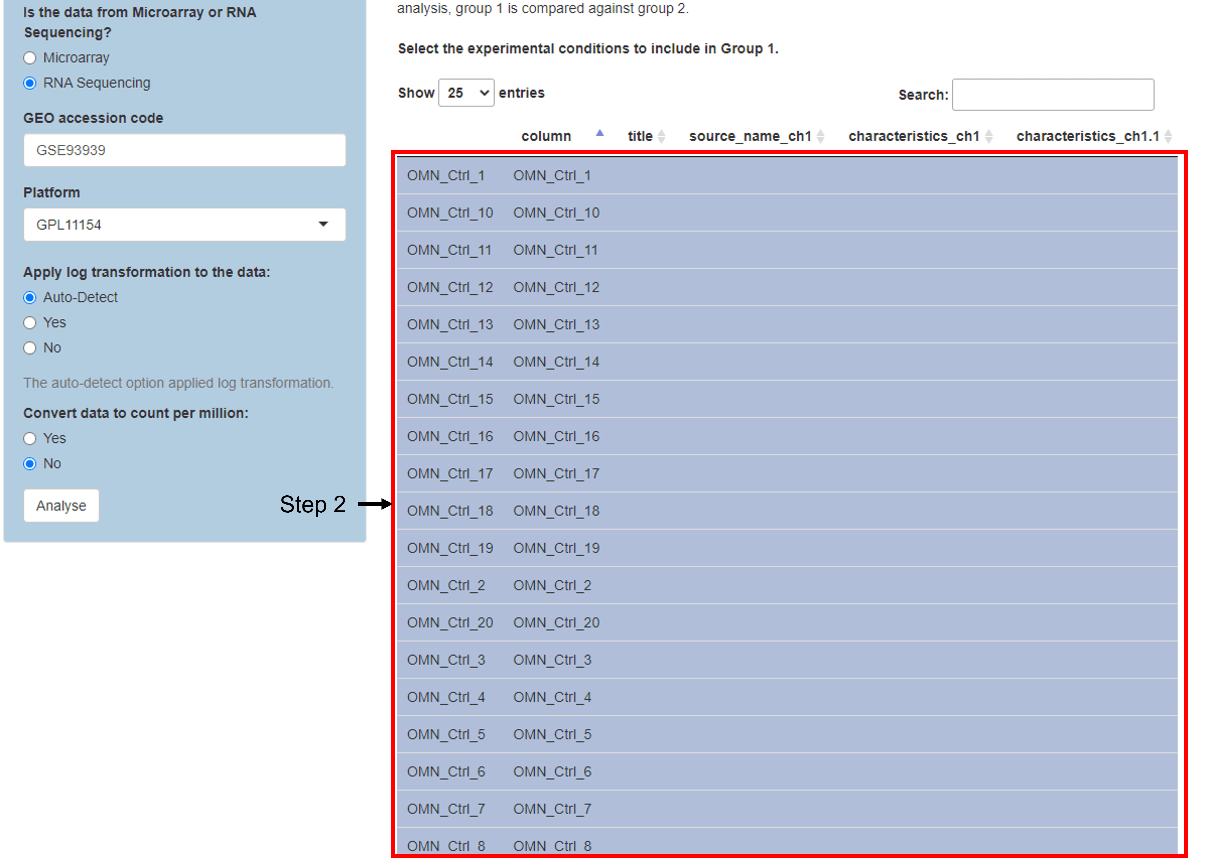 Is the data from Microarray or RNA
Sequencing?
Microarray
RNA Sequencing
GEO accession code
GSE93939
Platform
GPL11154
Apply log transformation to the data:
Auto-Detect
Yes
No
The auto-detect option applied log transformation.
Convert data to count per million:
Yes
No
Analyse
Step 2
analysis, group 1 is compared against group 2.
Select the experimental conditions to include in Group 1.
Show 25 entries
Search:
column title source_name_ch1 characteristics_ch1 characteristics_ch1.1
OMN_Ctrl_1 OMN_Ctrl_1
OMN_Ctrl_10 OMN_Ctrl_10
OMN_Ctrl_11 OMN_Ctrl_11
OMN_Ctrl_12 OMN_Ctrl_12
OMN_Ctrl_13 OMN_Ctrl_13
OMN_Ctrl_14 OMN_Ctrl_14
OMN_Ctrl_15 OMN_Ctrl_15
OMN_Ctrl_16 OMN_Ctrl_16
OMN_Ctrl_17 OMN_Ctrl_17
OMN_Ctrl_18 OMN_Ctrl_18
OMN_Ctrl_19 OMN_Ctrl_19
OMN_Ctrl_2 OMN_Ctrl_2
OMN_Ctrl_20 OMN_Ctrl_20
OMN_Ctrl_3 OMN_Ctrl_3
OMN_Ctrl_4 OMN_Ctrl_4
OMN_Ctrl_5 OMN_Ctrl_5
OMN_Ctrl_6 OMN_Ctrl_6
OMN_Ctrl_7 OMN_Ctrl_7
OMN_Ctrl_8 OMN_Ctrl_8